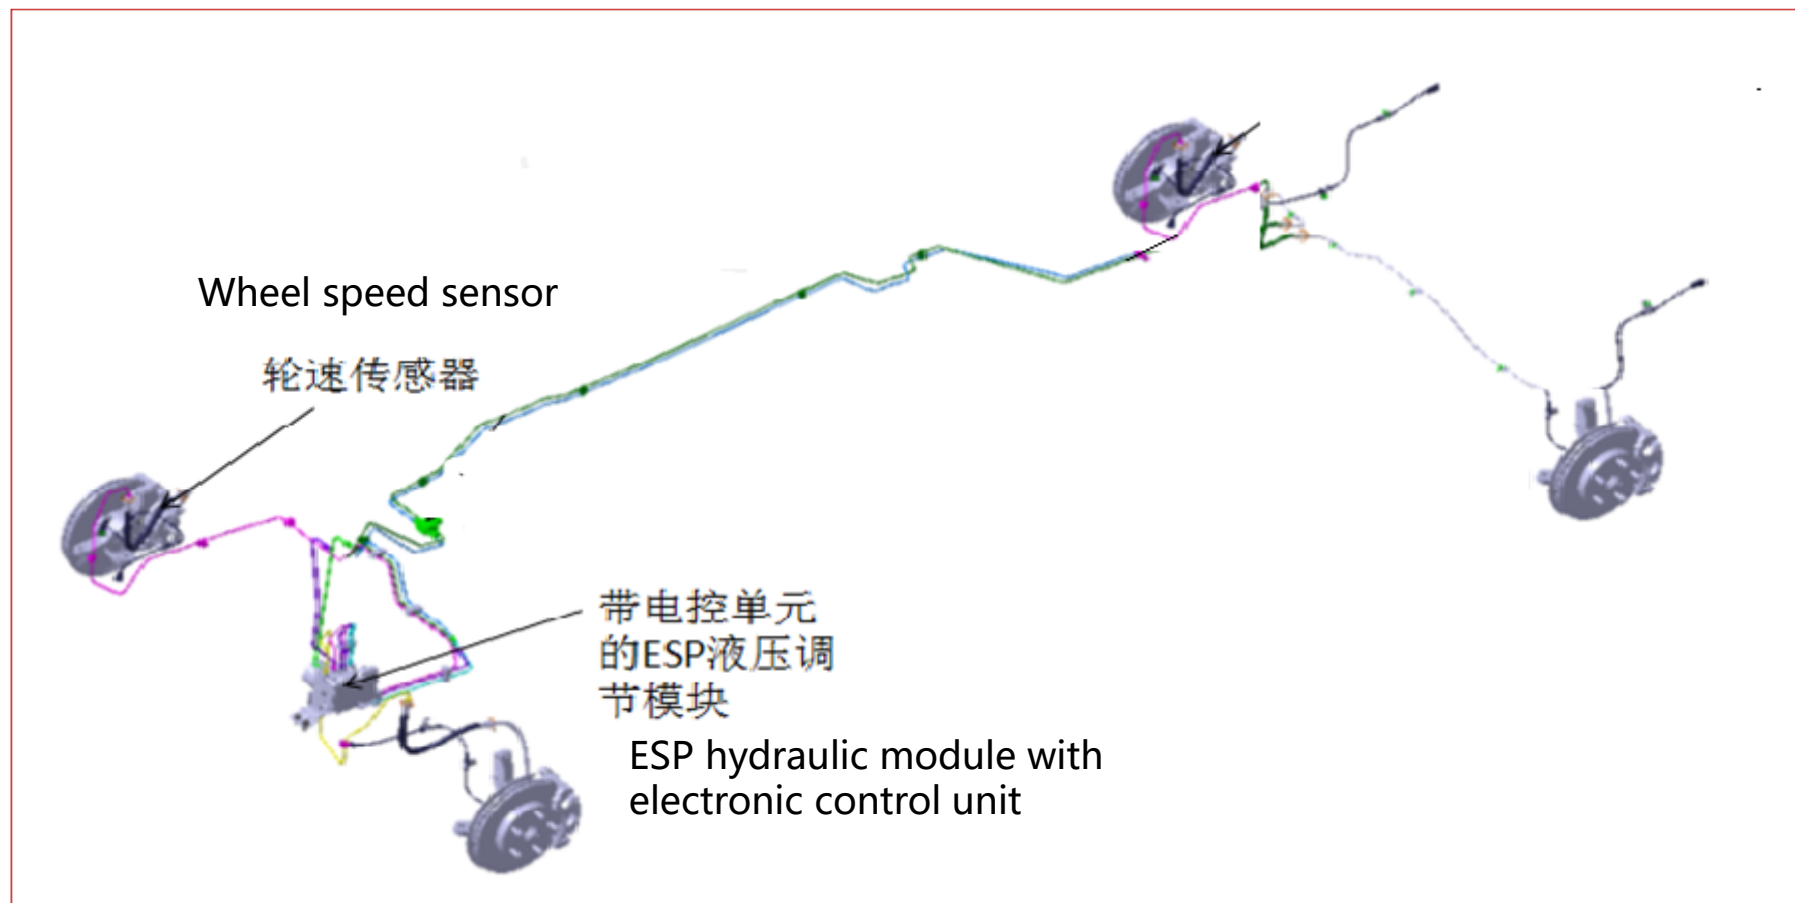 Wheel speed sensor
轮速传感器
带电控单元
的ESP液压调
节模块
ESP hydraulic module with
electronic control unit